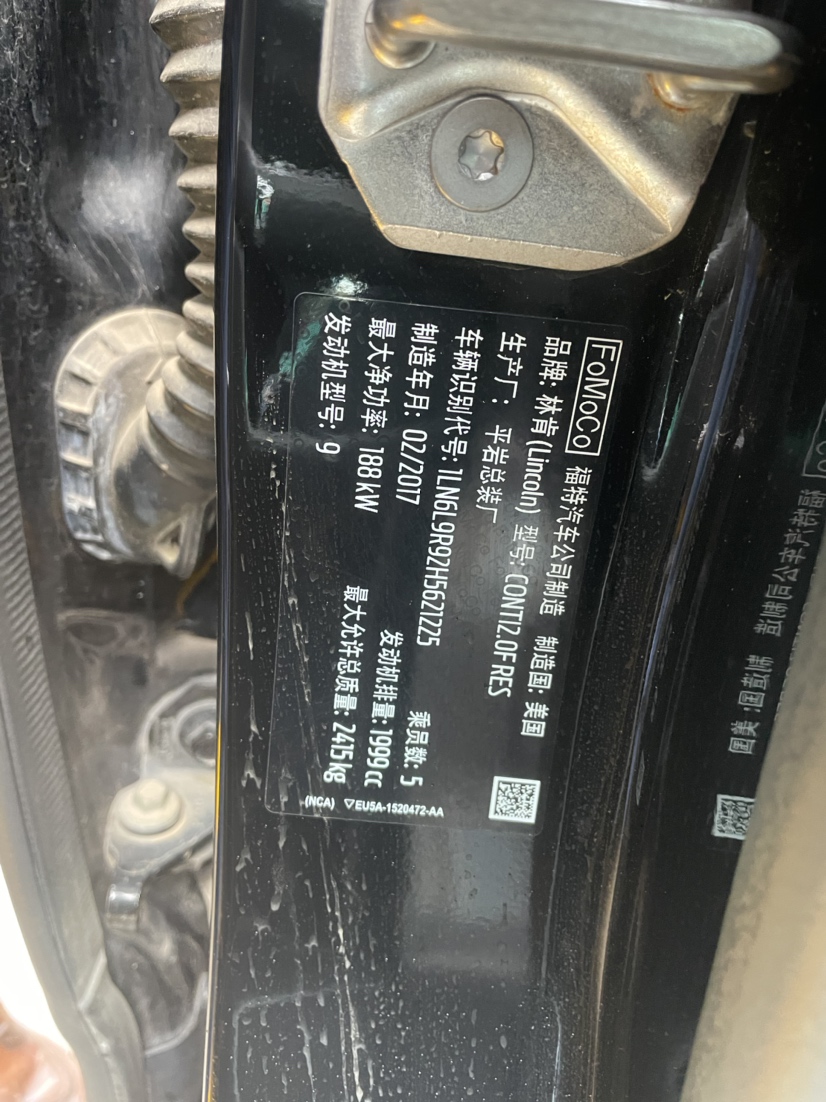 FoMoCo 福特汽车公司制造 制造国: 美国
品牌: 林肯(Lincoln) 型号: CONTI2.0FRES
生产厂: 平岩总装厂
车辆识别代号: 1LN6L9R92H5621225
制造年月: 02/2017 乘员数: 5
最大净功率: 188 kW 发动机排量: 1999 cc
发动机型号: 9 最大允许总质量: 2415 kg
(NCA) ▽EU5A-1520472-AA